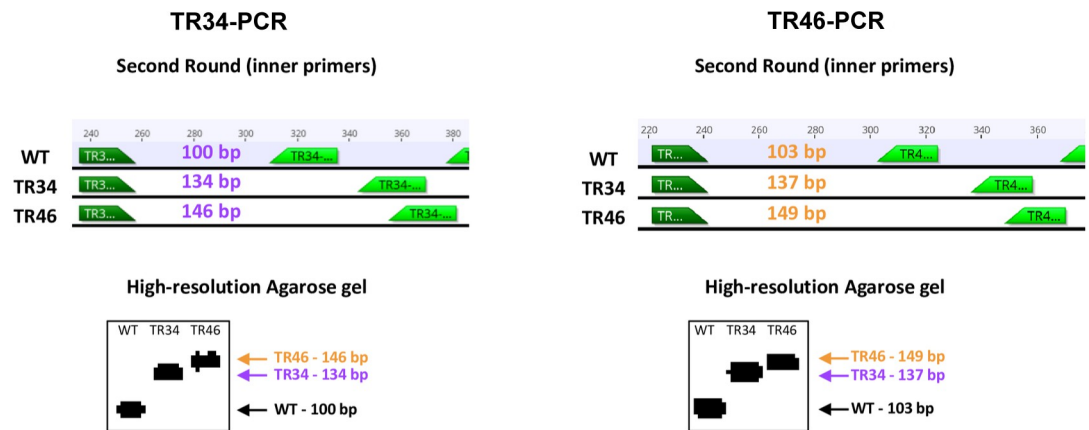 TR34-PCR
Second Round (inner primers)
240 260 280 300 320 340 360 380
WT TR3... 100 bp TR34-... T
TR34 TR3... 134 bp TR34-...
TR46 TR3... 146 bp TR34-...
High-resolution Agarose gel
WT TR34 TR46
TR46 - 146 bp
TR34 - 134 bp
WT - 100 bp
TR46-PCR
Second Round (inner primers)
220 240 260 280 300 320 340 360
WT TR... 103 bp TR4...
TR34 TR... 137 bp TR4...
TR46 TR... 149 bp TR4...
High-resolution Agarose gel
WT TR34 TR46
TR46 - 149 bp
TR34 - 137 bp
WT - 103 bp